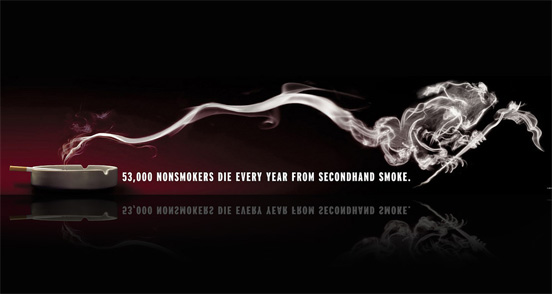 53,000 NONSMOKERS DIE EVERY YEAR FROM SECONDHAND SMOKE.